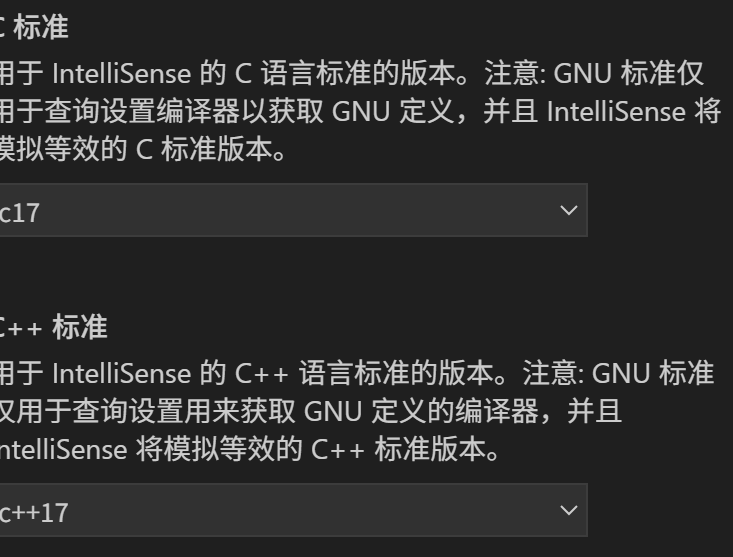 C 标准
用于 IntelliSense 的 C 语言标准的版本。注意: GNU 标准仅
用于查询设置编译器以获取 GNU 定义，并且 IntelliSense 将
模拟等效的 C 标准版本。
c17
C++ 标准
用于 IntelliSense 的 C++ 语言标准的版本。注意: GNU 标准
仅用于查询设置用来获取 GNU 定义的编译器，并且
IntelliSense 将模拟等效的 C++ 标准版本。
c++17